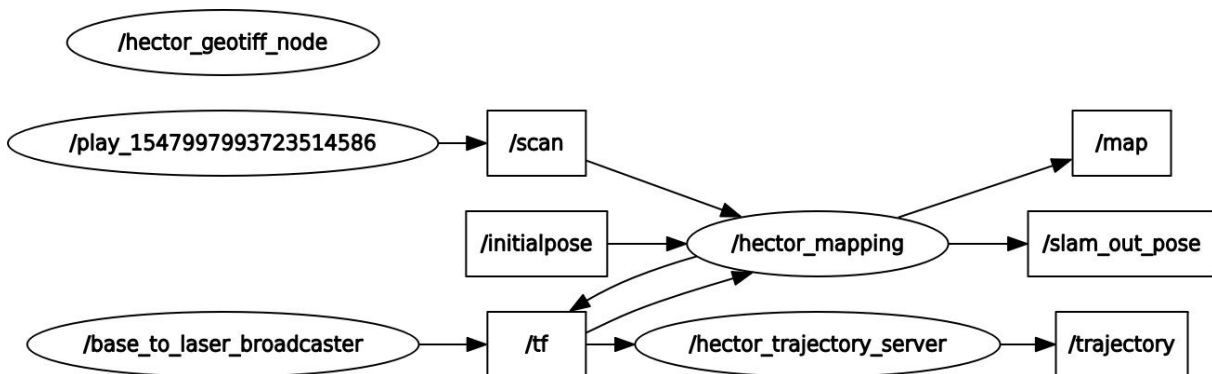 /hector_geotiff_node
/play_1547997993723514586
/scan
/map
/initialpose
/hector_mapping
/slam_out_pose
/base_to_laser_broadcaster
/tf
/hector_trajectory_server
/trajectory